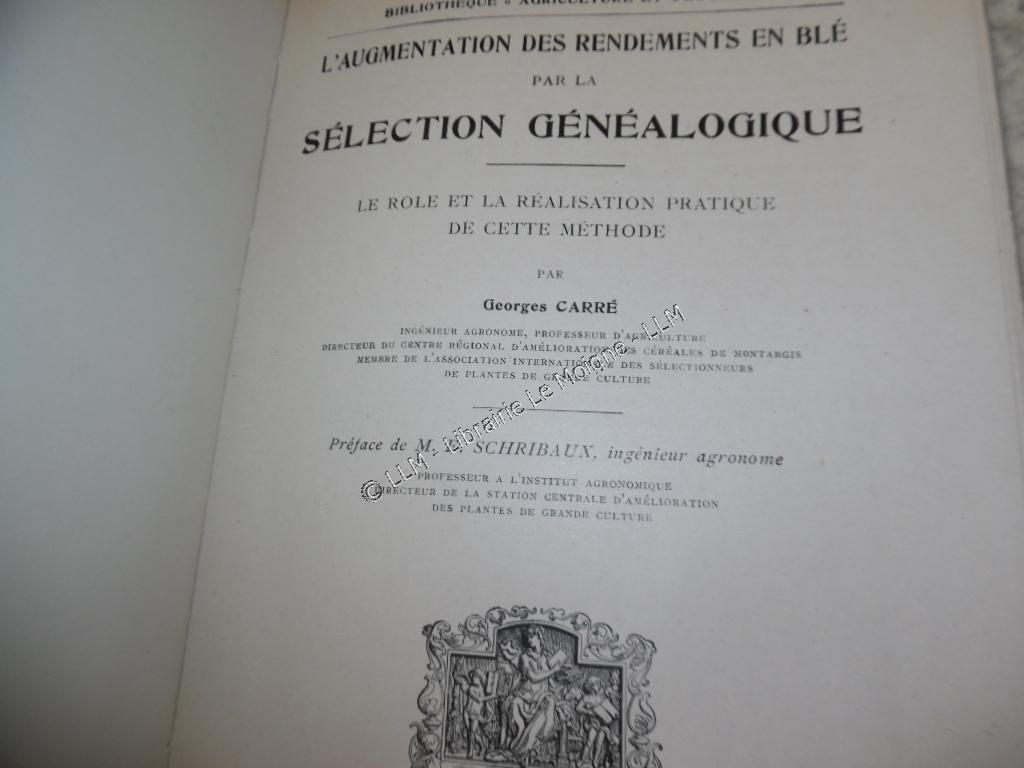 BIBLIOTHÈQUE « AGRICULTURE ET
L'AUGMENTATION DES RENDEMENTS EN BLÉ
PAR LA
SÉLECTION GÉNÉALOGIQUE
LE ROLE ET LA RÉALISATION PRATIQUE
DE CETTE MÉTHODE
PAR
Georges CARRÉ
INGÉNIEUR AGRONOME, PROFESSEUR D'AGRICULTURE
DIRECTEUR DU CENTRE RÉGIONAL D'AMÉLIORATION DES CÉRÉALES DE MONTARGIS
MEMBRE DE L'ASSOCIATION INTERNATIONALE DES SÉLECTIONNEURS
DE PLANTES DE GRANDE CULTURE
Préface de M. SCHRIBAUX, ingénieur agronome
PROFESSEUR A L'INSTITUT AGRONOMIQUE
DIRECTEUR DE LA STATION CENTRALE D'AMÉLIORATION
DES PLANTES DE GRANDE CULTURE
© LLM - Librairie Le Moigne - LLM